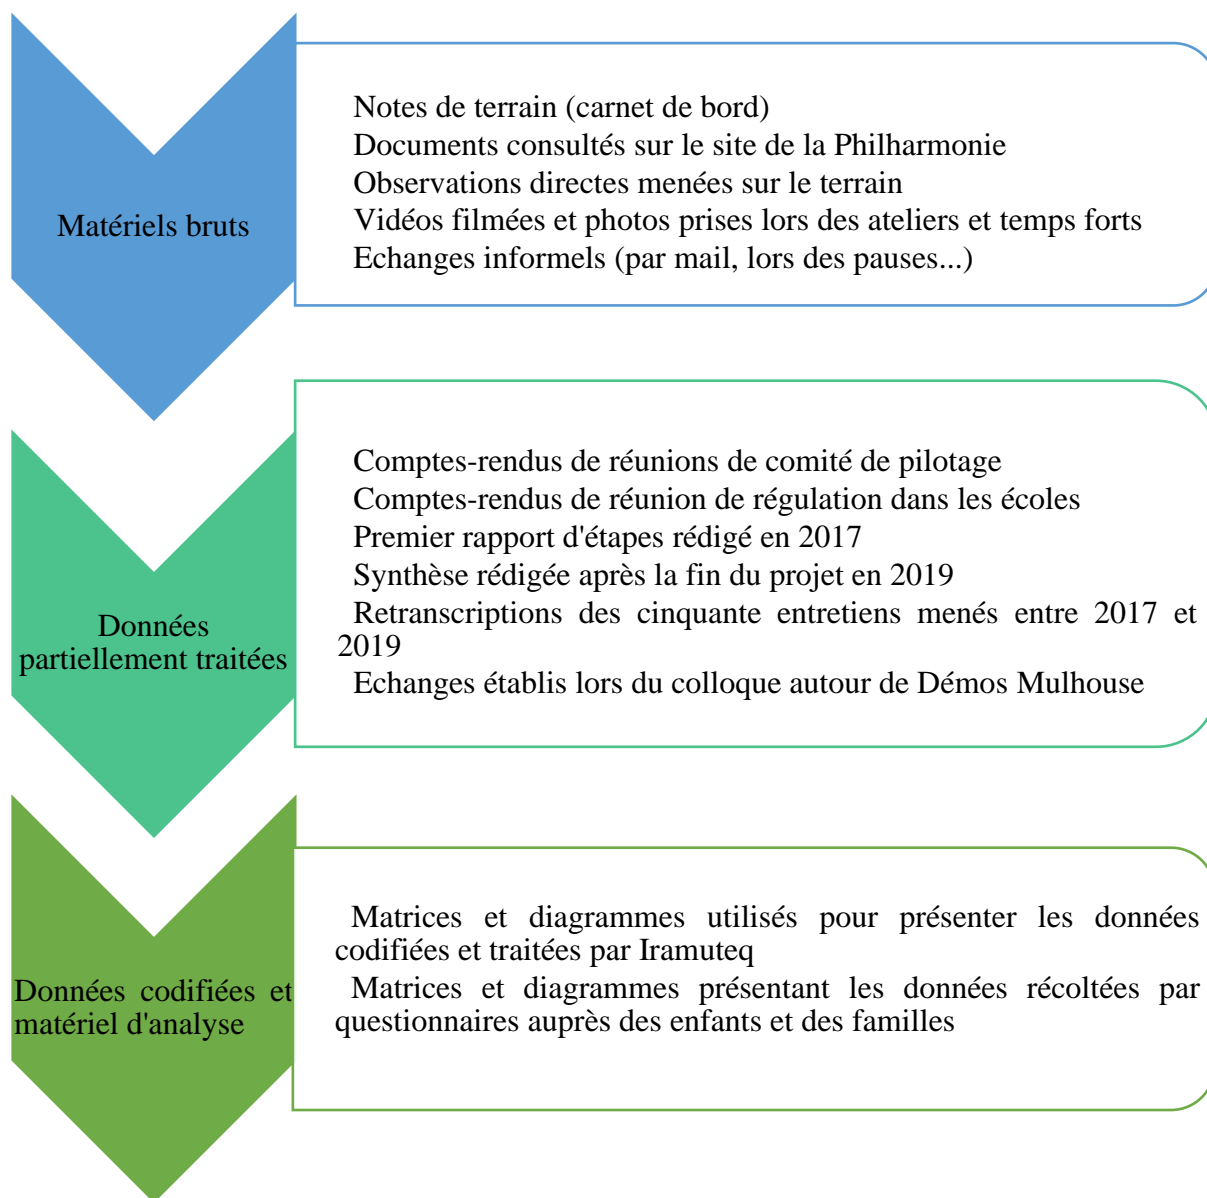 Matériels bruts
Notes de terrain (carnet de bord)
Documents consultés sur le site de la Philharmonie
Observations directes menées sur le terrain
Vidéos filmées et photos prises lors des ateliers et temps forts
Echanges informels (par mail, lors des pauses...)
Données
partiellement traitées
Comptes-rendus de réunions de comité de pilotage
Comptes-rendus de réunion de régulation dans les écoles
Premier rapport d'étapes rédigé en 2017
Synthèse rédigée après la fin du projet en 2019
Retranscriptions des cinquante entretiens menés entre 2017 et
2019
Echanges établis lors du colloque autour de Démos Mulhouse
Données codifiées et
matériel d'analyse
Matrices et diagrammes utilisés pour présenter les données
codifiées et traitées par Iramuteq
Matrices et diagrammes présentant les données récoltées par
questionnaires auprès des enfants et des familles